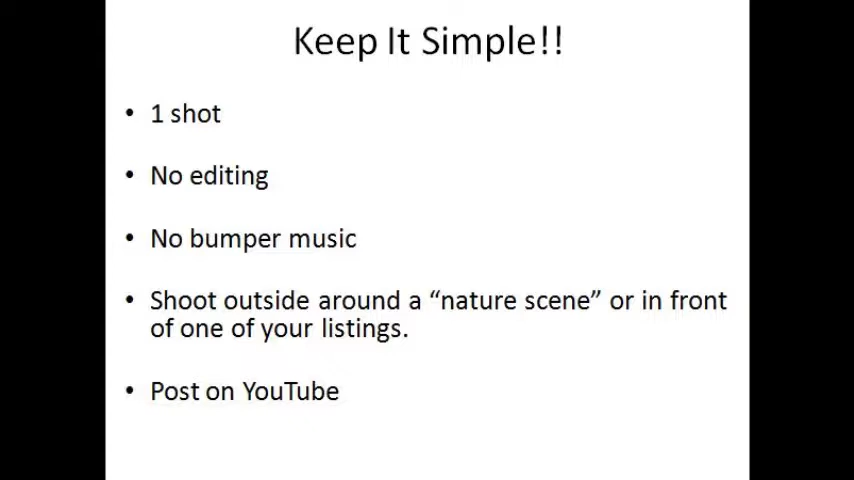 Keep It Simple!!
• 1 shot
• No editing
• No bumper music
• Shoot outside around a “nature scene” or in front
of one of your listings.
• Post on YouTube